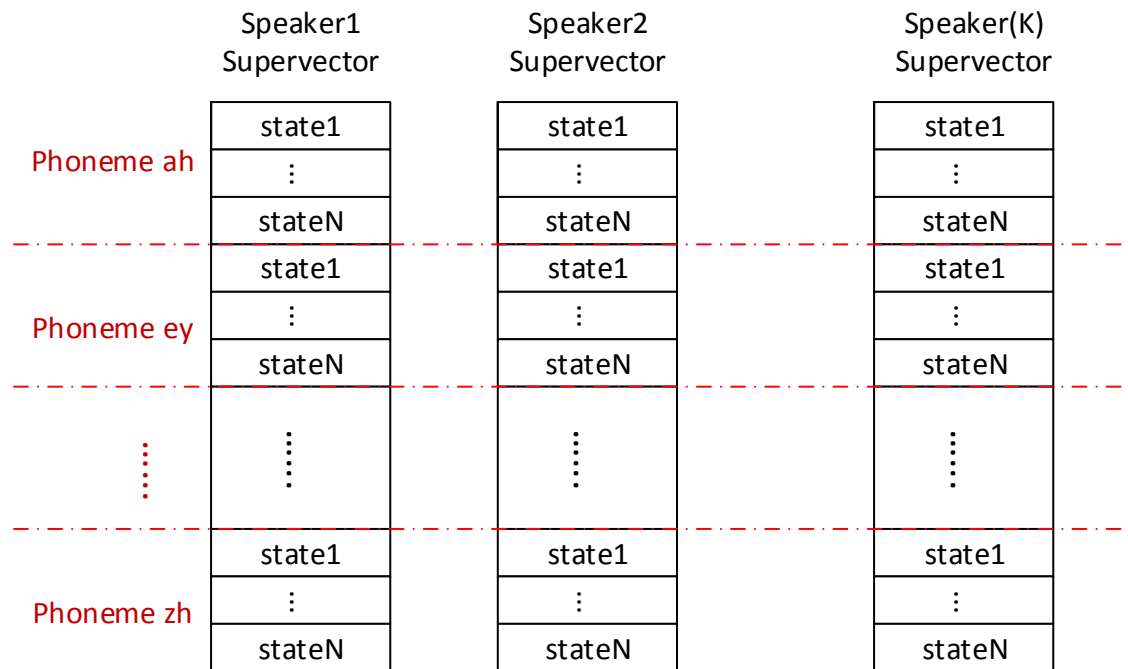 Speaker1 Speaker2 Speaker(K)
Supervector Supervector Supervector
state1 state1 state1
Phoneme ah ⋮ ⋮ ⋮
stateN stateN stateN
state1 state1 state1
Phoneme ey ⋮ ⋮ ⋮
stateN stateN stateN
⋮ ⋮ ⋮ ⋮
state1 state1 state1
Phoneme zh ⋮ ⋮ ⋮
stateN stateN stateN